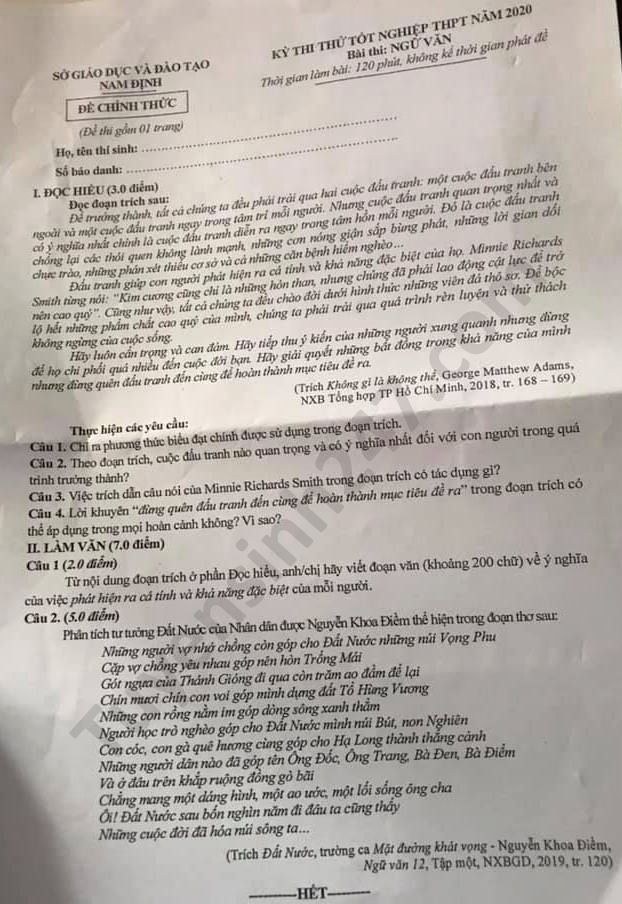 SỞ GIÁO DỤC VÀ ĐÀO TẠO
NAM ĐỊNH
ĐỀ CHÍNH THỨC
(Đề thi gồm 01 trang)
KỲ THI THỬ TỐT NGHIỆP THPT NĂM 2020
Bài thi: NGỮ VĂN
Thời gian làm bài: 120 phút, không kể thời gian phát đề
Họ, tên thí sinh:
Số báo danh:
I. ĐỌC HIỂU (3.0 điểm)
Đọc đoạn trích sau:
Để trưởng thành, tất cả chúng ta đều phải trải qua hai cuộc đấu tranh: một cuộc đấu tranh bên
ngoài và một cuộc đấu tranh ngay trong tâm trí mỗi người. Nhưng cuộc đấu tranh quan trọng nhất và
có ý nghĩa nhất chính là cuộc đấu tranh diễn ra ngay trong tâm hồn mỗi người. Đó là cuộc đấu tranh
chống lại các thói quen không lành mạnh, những cơn nóng giận sắp bùng phát, những lời gian dối
chực trào, những phán xét thiếu cơ sở và cả những căn bệnh hiểm nghèo...
Đấu tranh giúp con người phát hiện ra cá tính và khả năng đặc biệt của họ. Minnie Richards
Smith từng nói: "Kim cương cũng chỉ là những hòn than, nhưng chúng đã phải lao động cật lực để trở
nên cao quý". Cũng như vậy, tất cả chúng ta đều chào đời dưới hình thức những viên đá thô sơ. Để bộc
lộ hết những phẩm chất cao quý của mình, chúng ta phải trải qua quá trình rèn luyện và thử thách
không ngừng của cuộc sống.
Hãy luôn cẩn trọng và can đảm. Hãy tiếp thu ý kiến của những người xung quanh nhưng đừng
để họ chi phối quá nhiều đến cuộc đời bạn. Hãy giải quyết những bất đồng trong khả năng của mình
nhưng đừng quên đấu tranh đến cùng để hoàn thành mục tiêu đề ra.
(Trích Không gì là không thể, George Matthew Adams,
NXB Tổng hợp TP Hồ Chí Minh, 2018, tr. 168 – 169)
Thực hiện các yêu cầu:
Câu 1. Chỉ ra phương thức biểu đạt chính được sử dụng trong đoạn trích.
Câu 2. Theo đoạn trích, cuộc đấu tranh nào quan trọng và có ý nghĩa nhất đối với con người trong quá
trình trưởng thành?
Câu 3. Việc trích dẫn câu nói của Minnie Richards Smith trong đoạn trích có tác dụng gì?
Câu 4. Lời khuyên "đừng quên đấu tranh đến cùng để hoàn thành mục tiêu đề ra" trong đoạn trích có
thể áp dụng trong mọi hoàn cảnh không? Vì sao?
II. LÀM VĂN (7.0 điểm)
Câu 1 (2.0 điểm)
Từ nội dung đoạn trích ở phần Đọc hiểu, anh/chị hãy viết đoạn văn (khoảng 200 chữ) về ý nghĩa
của việc phát hiện ra cá tính và khả năng đặc biệt của mỗi người.
Câu 2. (5.0 điểm)
Phân tích tư tưởng Đất Nước của Nhân dân được Nguyễn Khoa Điềm thể hiện trong đoạn thơ sau:
Những người vợ nhớ chồng còn góp cho Đất Nước những núi Vọng Phu
Cặp vợ chồng yêu nhau góp nên hòn Trống Mái
Gót ngựa của Thánh Gióng đi qua còn trăm ao đầm để lại
Chín mươi chín con voi góp mình dựng đất Tổ Hùng Vương
Những con rồng nằm im góp dòng sông xanh thẳm
Người học trò nghèo góp cho Đất Nước mình núi Bút, non Nghiên
Con cóc, con gà quê hương cùng góp cho Hạ Long thành thắng cảnh
Những người dân nào đã góp tên Ông Đốc, Ông Trang, Bà Đen, Bà Điểm
Và ở đâu trên khắp ruộng đồng gò bãi
Chẳng mang một dáng hình, một ao ước, một lối sống ông cha
Ôi! Đất Nước sau bốn nghìn năm đi đâu ta cũng thấy
Những cuộc đời đã hóa núi sông ta...
(Trích Đất Nước, trường ca Mặt đường khát vọng - Nguyễn Khoa Điềm,
Ngữ văn 12, Tập một, NXBGD, 2019, tr. 120)
HẾT
Tuyensinh247.com